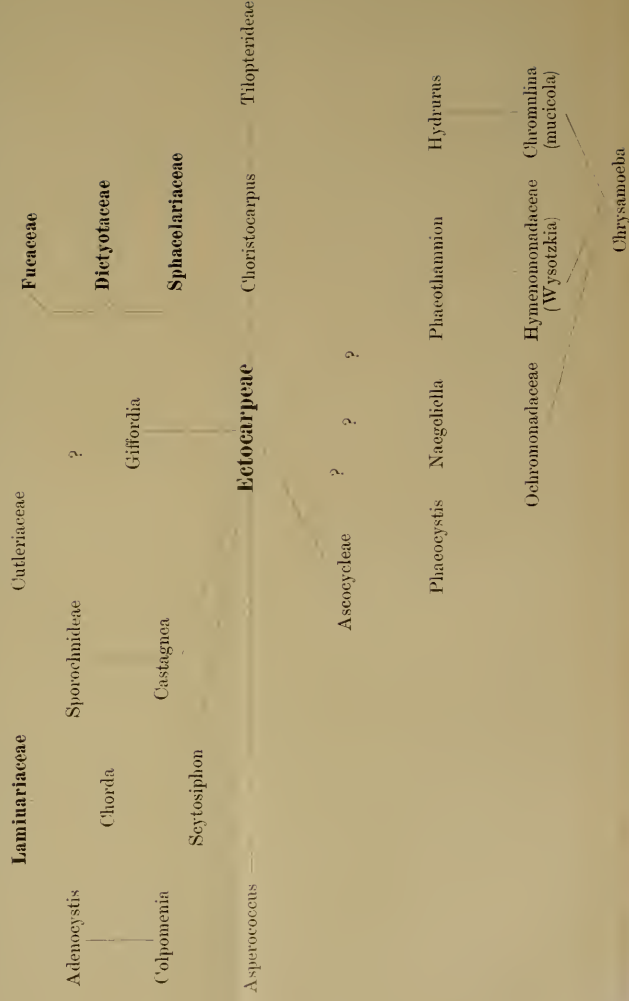 Laminariaceae
Cutleriaceae
Fucaceae
Adenocystis
Sporochnideae
?
Dictyotaceae
Chorda
Giffordia
Colpomenia
Castagnea
Sphacelariaceae
Scytosiphon
Asperococcus
Ectocarpeae
Choristocarpus
Tilopterideae
Ascocycleae
?
?
?
Phaeocystis
Naegeliella
Phaeothamnion
Hydrurus
Ochromonadaceae
Hymenomonadaceae
(Wysotzkia)
Chromulina
(mucicola)
Chrysamoeba